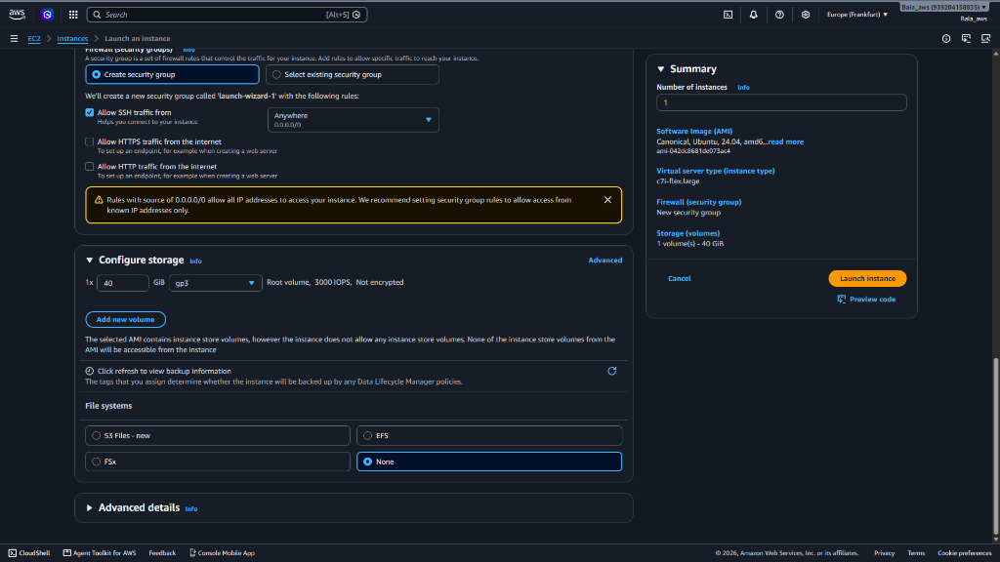 aws
Search
[Alt+S]
Europe (Frankfurt)
Bala_aws (939204158835)
Bala_aws
EC2
Instances
Launch an instance
Firewall (security groups) Info
A security group is a set of firewall rules that control the traffic for your instance. Add rules to allow specific traffic to reach your instance.
Create security group
Select existing security group
We'll create a new security group called 'launch-wizard-1' with the following rules:
Allow SSH traffic from
Helps you connect to your instance
Anywhere
0.0.0.0/0
Allow HTTPS traffic from the internet
To set up an endpoint, for example when creating a web server
Allow HTTP traffic from the internet
To set up an endpoint, for example when creating a web server
Rules with source of 0.0.0.0/0 allow all IP addresses to access your instance. We recommend setting security group rules to allow access from
known IP addresses only.
Configure storage Info
Advanced
1x 40 GiB gp3 Root volume, 3000 IOPS, Not encrypted
Add new volume
The selected AMI contains instance store volumes, however the instance does not allow any instance store volumes. None of the instance store volumes from the
AMI will be accessible from the instance
Click refresh to view backup information
The tags that you assign determine whether the instance will be backed up by any Data Lifecycle Manager policies.
File systems
S3 Files - new
EFS
FSx
None
Advanced details Info
Summary
Number of instances Info
1
Software Image (AMI)
Canonical, Ubuntu, 24.04, amd6...read more
ami-042dc8681de073ac4
Virtual server type (instance type)
c7i-flex.large
Firewall (security group)
New security group
Storage (volumes)
1 volume(s) - 40 GiB
Cancel
Launch instance
Preview code
CloudShell
Agent Toolkit for AWS
Feedback
Console Mobile App
© 2026, Amazon Web Services, Inc. or its affiliates.
Privacy
Terms
Cookie preferences